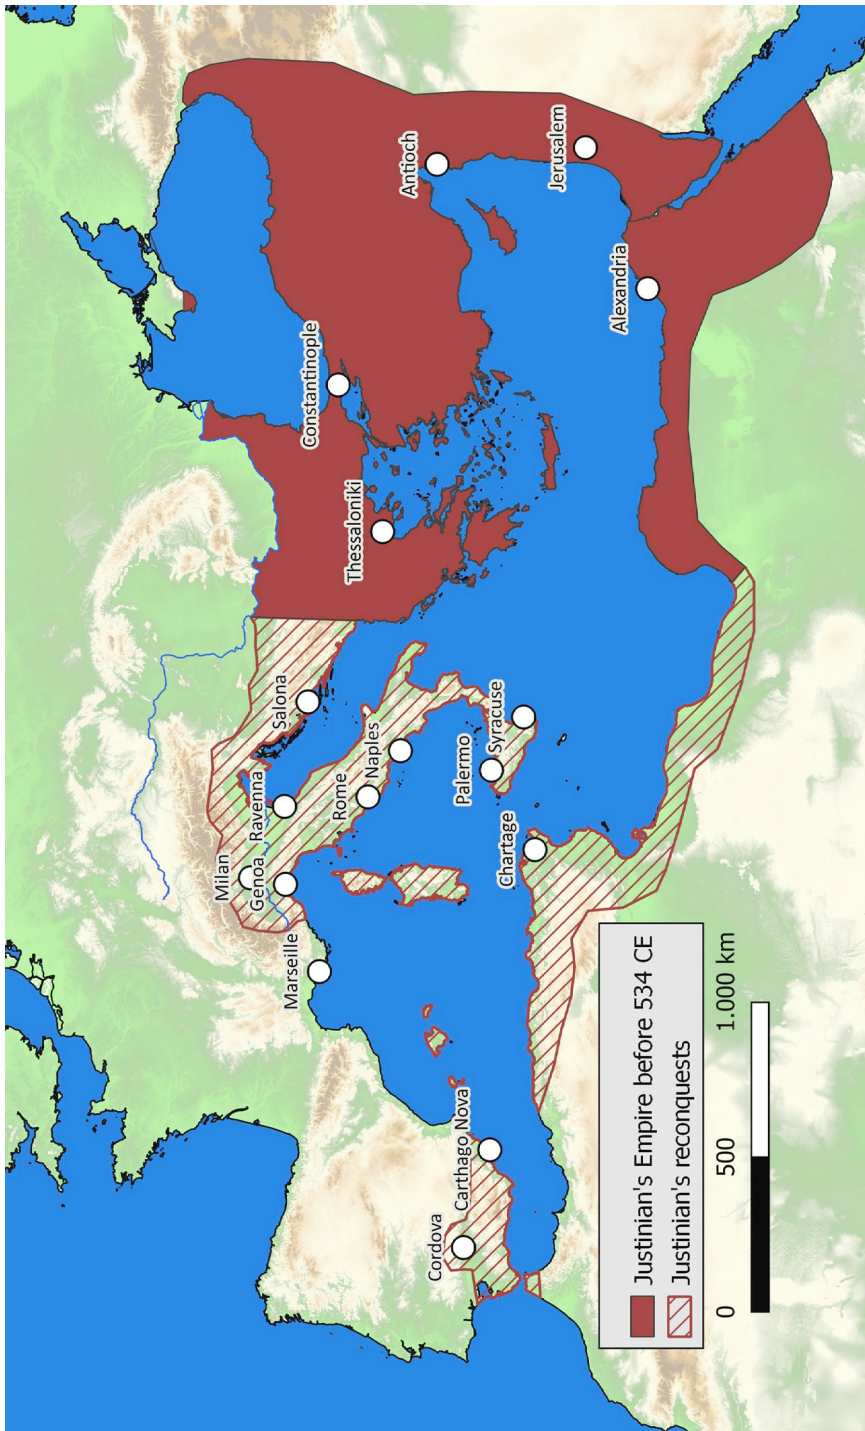 Milan
Genoa
Ravenna
Marseille
Salona
Rome
Naples
Constantinople
Thessaloniki
Antioch
Cordova
Carthago Nova
Palermo
Syracuse
Chartage
Jerusalem
Alexandria
Justinian's Empire before 534 CE
Justinian's reconquests
0 500 1.000 km